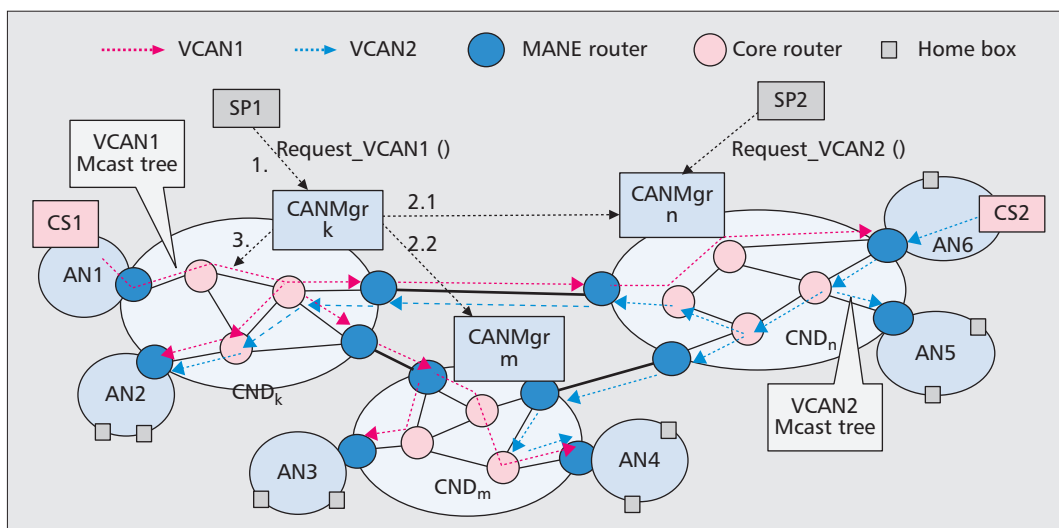 VCAN1
VCAN2
MANE router
Core router
Home box
SP1
SP2
VCAN1
Mcast tree
1.
Request_VCAN1 ()
Request_VCAN2 ()
CANMgr
k
2.1
CANMgr
n
CS1
3.
2.2
CS2
AN1
AN6
CANMgr
m
CNDn
AN2
CNDk
AN5
VCAN2
Mcast tree
AN3
CNDm
AN4